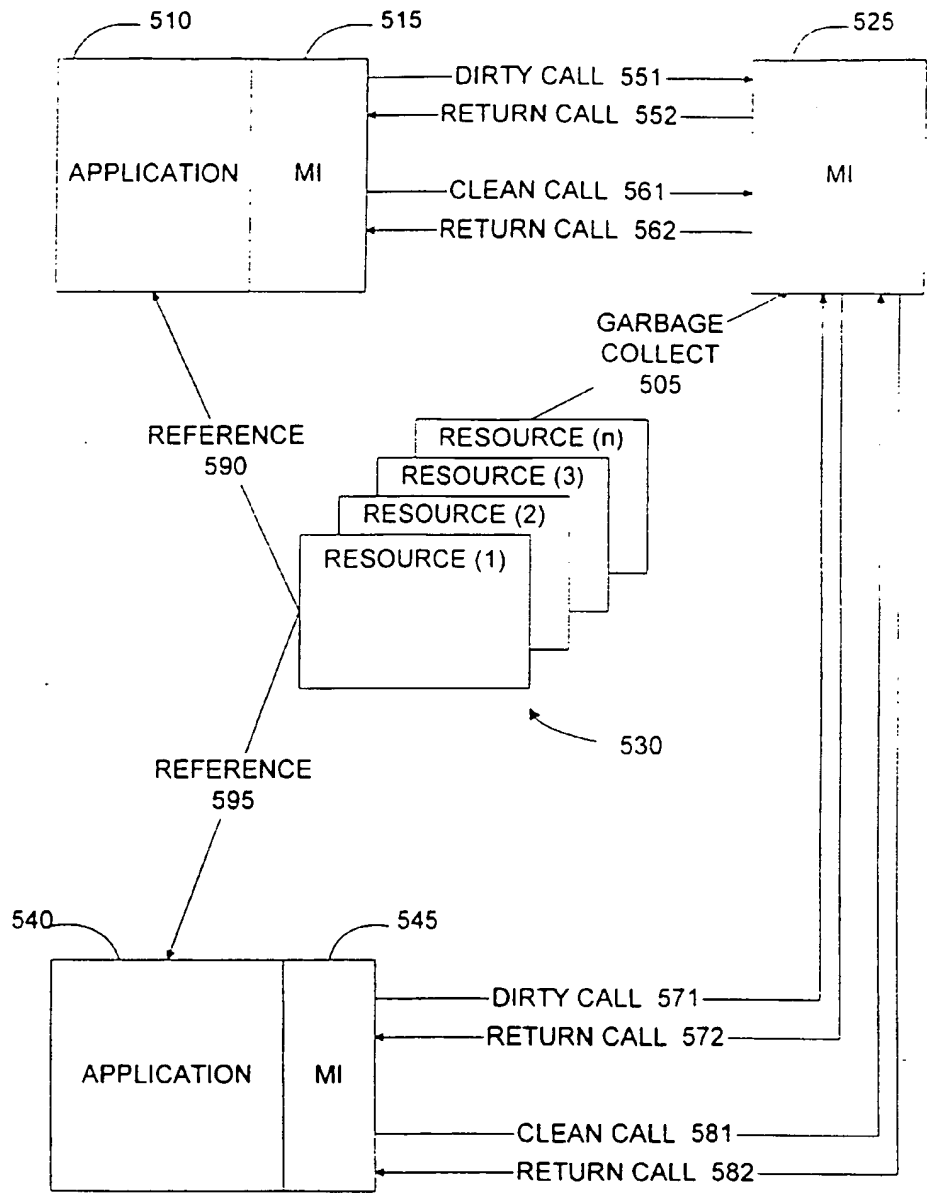 510
515
525
DIRTY CALL 551
RETURN CALL 552
APPLICATION
MI
MI
CLEAN CALL 561
RETURN CALL 562
GARBAGE
COLLECT
505
REFERENCE
590
RESOURCE (n)
RESOURCE (3)
RESOURCE (2)
RESOURCE (1)
530
REFERENCE
595
540
545
DIRTY CALL 571
RETURN CALL 572
APPLICATION
MI
CLEAN CALL 581
RETURN CALL 582